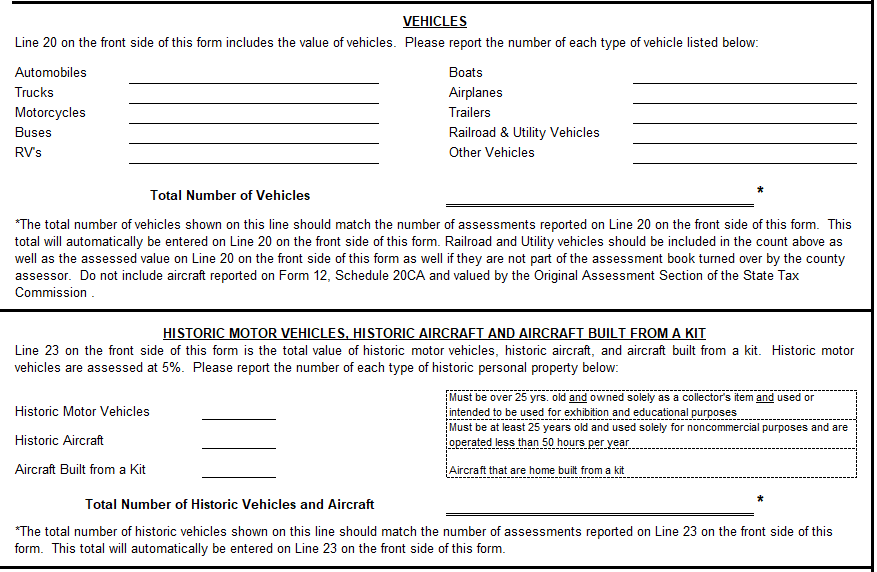 VEHICLES
Line 20 on the front side of this form includes the value of vehicles.  Please report the number of each type of vehicle listed below:
Automobiles
Boats
Trucks
Airplanes
Motorcycles
Trailers
Buses
Railroad & Utility Vehicles
RV's
Other Vehicles
Total Number of Vehicles *
*The total number of vehicles shown on this line should match the number of assessments reported on Line 20 on the front side of this form.  This
total will automatically be entered on Line 20 on the front side of this form. Railroad and Utility vehicles should be included in the count above as
well as the assessed value on Line 20 on the front side of this form as well if they are not part of the assessment book turned over by the county
assessor.  Do not include aircraft reported on Form 12, Schedule 20CA and valued by the Original Assessment Section of the State Tax
Commission .
HISTORIC MOTOR VEHICLES, HISTORIC AIRCRAFT AND AIRCRAFT BUILT FROM A KIT
Line 23 on the front side of this form is the total value of historic motor vehicles, historic aircraft, and aircraft built from a kit.  Historic motor
vehicles are assessed at 5%.  Please report the number of each type of historic personal property below:
Historic Motor Vehicles
Must be over 25 yrs. old and owned solely as a collector's item and used or
intended to be used for exhibition and educational purposes
Historic Aircraft
Must be at least 25 years old and used solely for noncommercial purposes and are
operated less than 50 hours per year
Aircraft Built from a Kit
Aircraft that are home built from a kit
Total Number of Historic Vehicles and Aircraft *
*The total number of historic vehicles shown on this line should match the number of assessments reported on Line 23 on the front side of this
form.  This total will automatically be entered on Line 23 on the front side of this form.